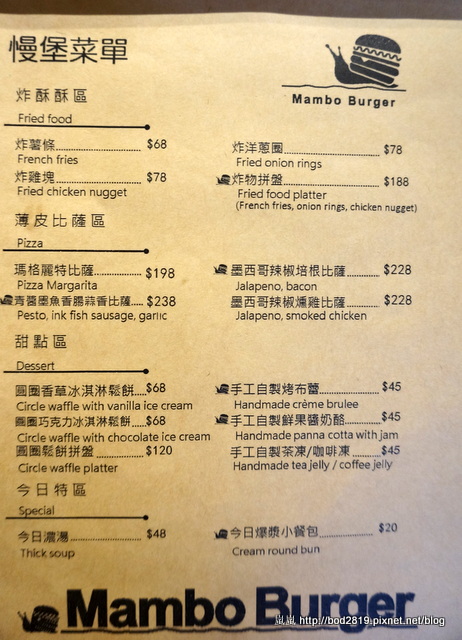 慢堡菜單
Mambo Burger
炸酥酥區
Fried food
炸薯條 $68
French fries
炸雞塊 $78
Fried chicken nugget
炸洋蔥圈 $78
Fried onion rings
炸物拼盤 $188
Fried food platter
(French fries, onion rings, chicken nugget)
薄皮比薩區
Pizza
瑪格麗特比薩 $198
Pizza Margarita
青醬墨魚香腸蒜香比薩 $238
Pesto, ink fish sausage, garlic
墨西哥辣椒培根比薩 $228
Jalapeno, bacon
墨西哥辣椒燻雞比薩 $228
Jalapeno, smoked chicken
甜點區
Dessert
圓圈香草冰淇淋鬆餅 $68
Circle waffle with vanilla ice cream
圓圈巧克力冰淇淋鬆餅 $68
Circle waffle with chocolate ice cream
圓圈鬆餅拼盤 $120
Circle waffle platter
手工自製烤布蕾 $45
Handmade crème brulee
手工自製鮮果醬奶酪 $45
Handmade panna cotta with jam
手工自製茶凍/咖啡凍 $45
Handmade tea jelly / coffee jelly
今日特區
Special
今日濃湯 $48
Thick soup
今日爆漿小餐包 $20
Cream round bun
Mambo Burger
嵐嵐 http://bod2819.pixnet.net/blog